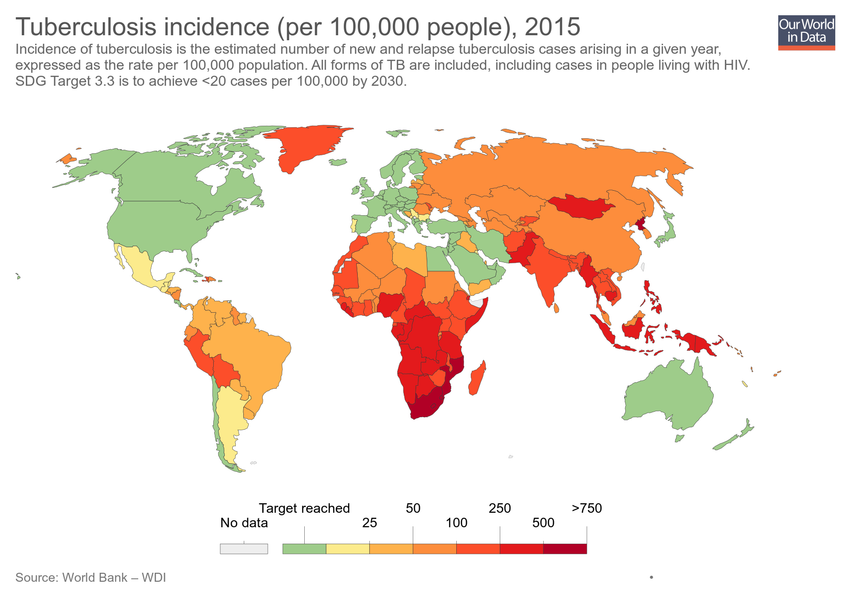 Tuberculosis incidence (per 100,000 people), 2015
Our World
in Data
Incidence of tuberculosis is the estimated number of new and relapse tuberculosis cases arising in a given year,
expressed as the rate per 100,000 population. All forms of TB are included, including cases in people living with HIV.
SDG Target 3.3 is to achieve <20 cases per 100,000 by 2030.
Target reached 50 250 >750
No data 25 100 500
Source: World Bank – WDI